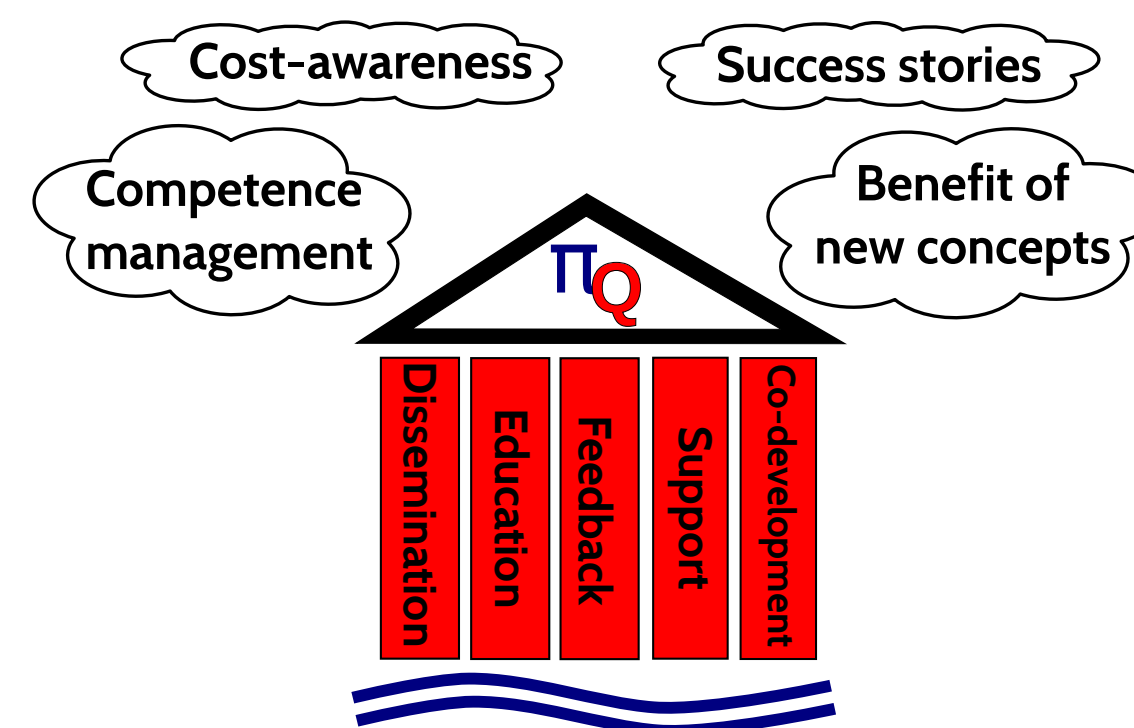 Cost-awareness
Success stories
Competence
management
Benefit of
new concepts
πQ
Dissemination
Education
Feedback
Support
Co-development